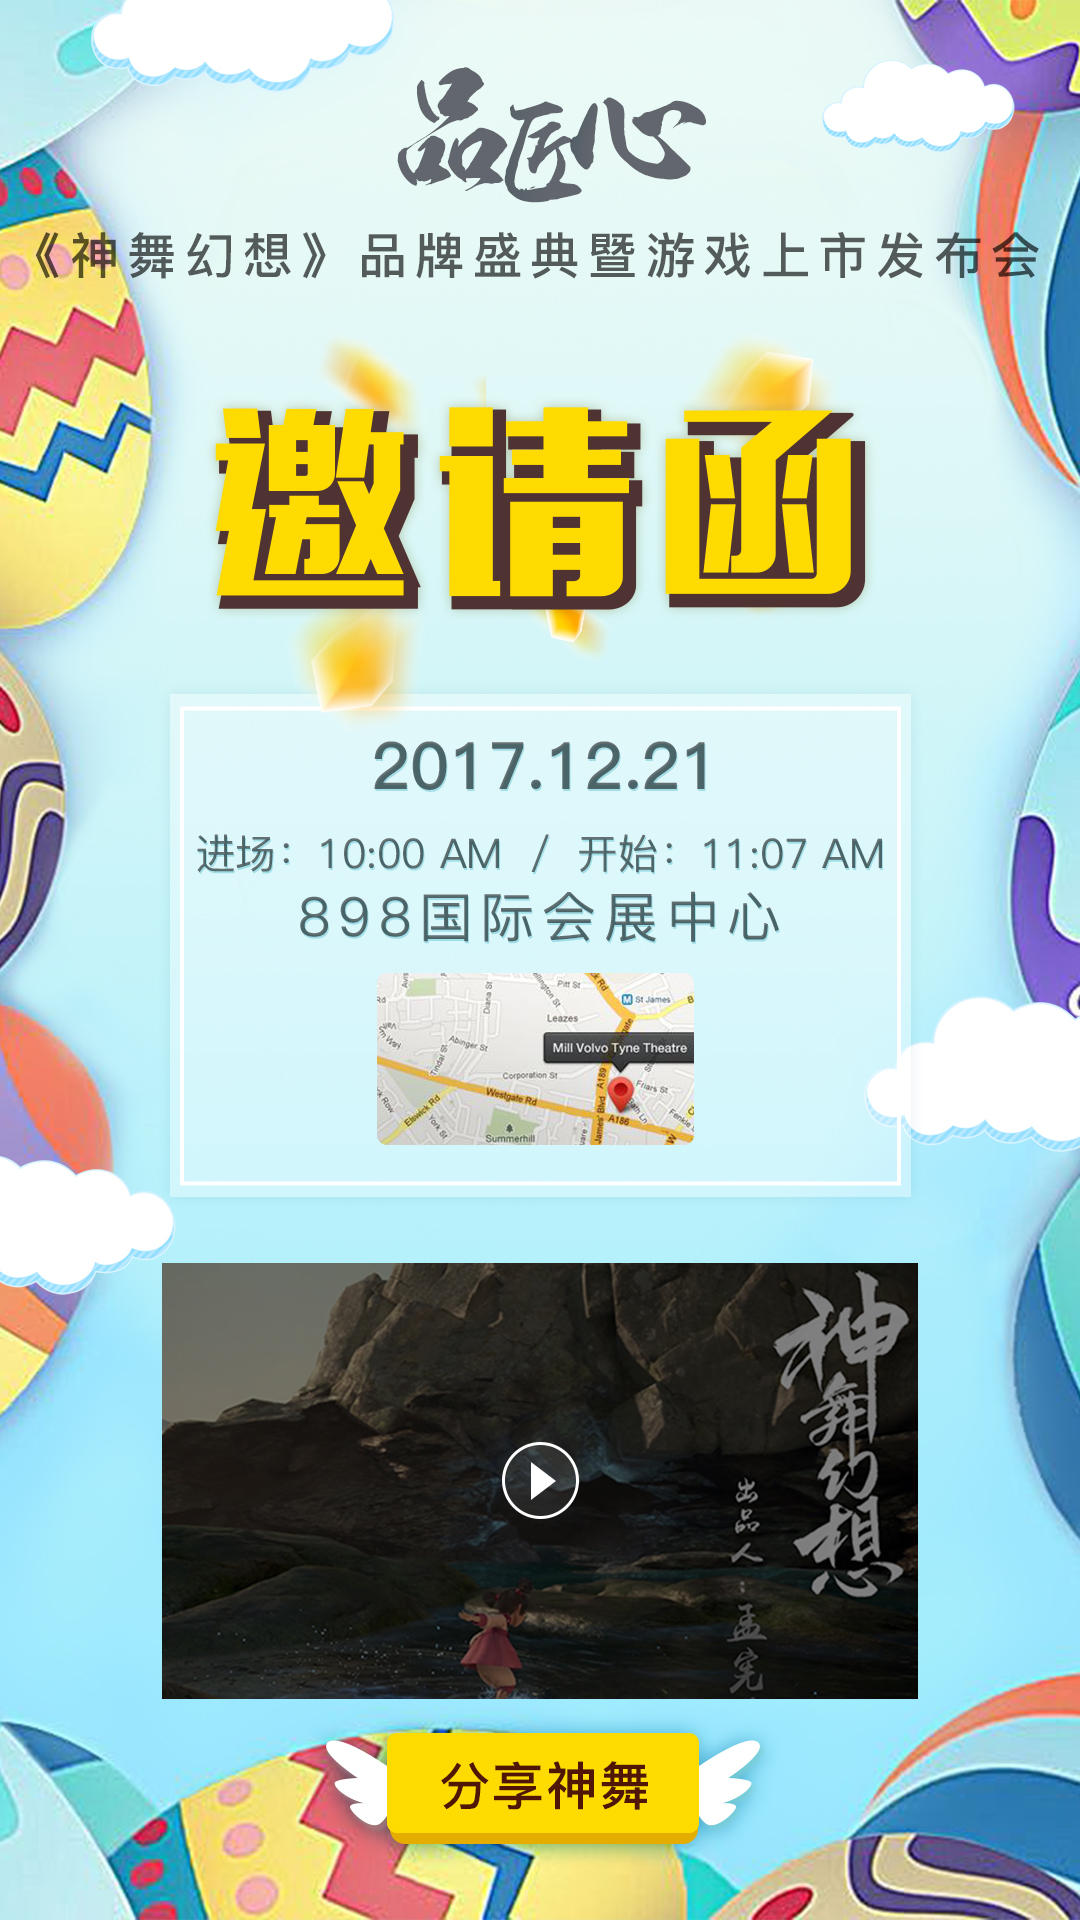 品匠心
《神舞幻想》品牌盛典暨游戏上市发布会
邀请函
2017.12.21
进场：10:00 AM / 开始：11:07 AM
898国际会展中心
Pitt St
St James
Diana St
Leazes
Mill Volvo Tyne Theatre
Abinger St
Tindal St
Corporation St
A189
Friars St
Westgate Rd
Elswick Rd
A186
York St
James' Blvd
Summerhill
神舞幻想
出品人：孟宪
分享神舞